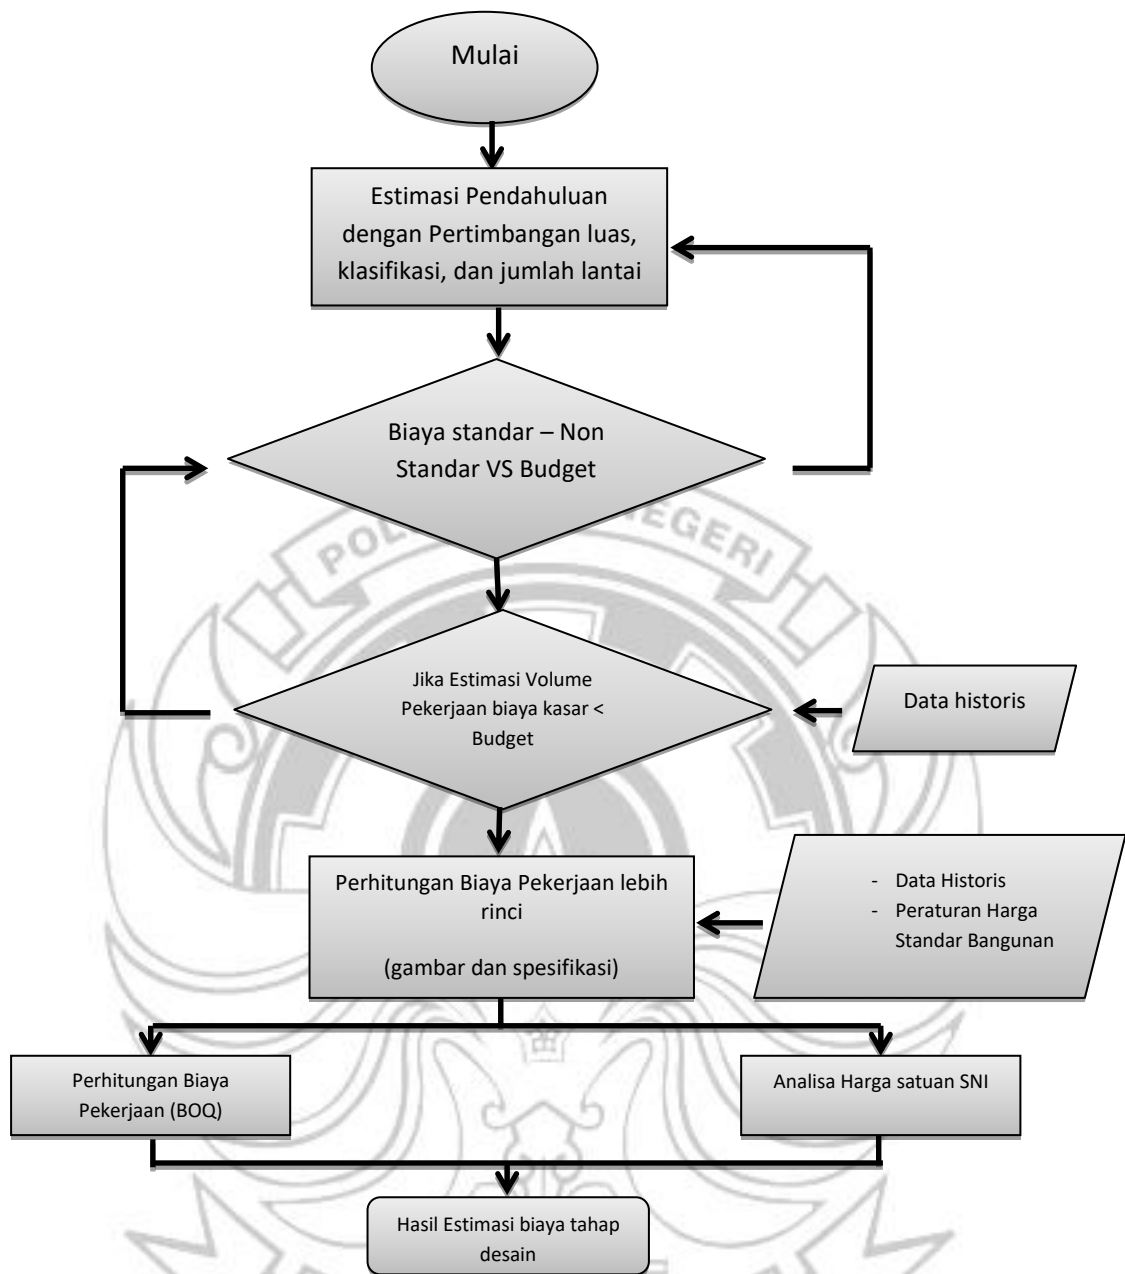 Mulai
Estimasi Pendahuluan
dengan Pertimbangan luas,
klasifikasi, dan jumlah lantai
Biaya standar – Non
Standar VS Budget
NEGERI
Jika Estimasi Volume
Pekerjaan biaya kasar <
Budget
Data historis
Perhitungan Biaya Pekerjaan lebih
rinci
(gambar dan spesifikasi)
- Data Historis
- Peraturan Harga
Standar Bangunan
Perhitungan Biaya
Pekerjaan (BOQ)
Analisa Harga satuan SNI
Hasil Estimasi biaya tahap
desain